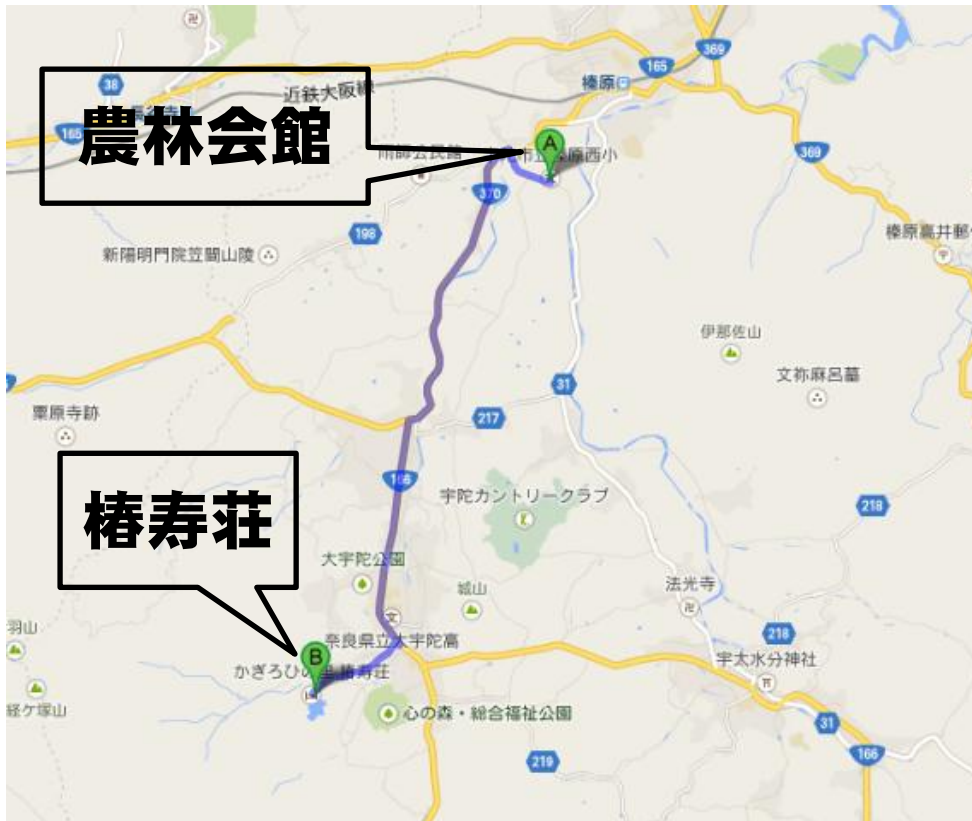 369
165
榛原
38
近鉄大阪線
165
農林会館
A
369
370
198
榛原高井郵
新陽明門院笠間山陵
伊那佐山
文祢麻呂墓
31
粟原寺跡
217
166
宇陀カントリークラブ
218
椿寿荘
大宇陀公園
城山
法光寺
218
奈良県立大宇陀高
B
宇太水分神社
経ケ塚山
心の森・総合福祉公園
31
166
219